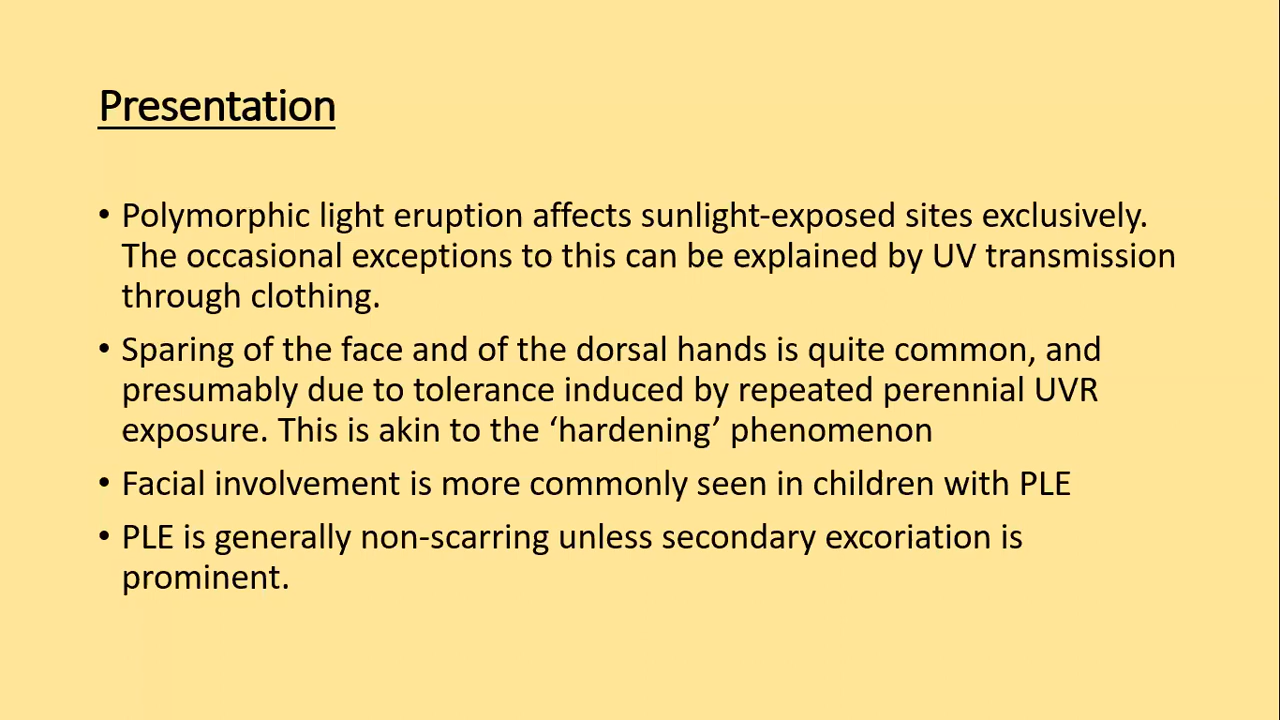 Presentation
• Polymorphic light eruption affects sunlight-exposed sites exclusively.
The occasional exceptions to this can be explained by UV transmission
through clothing.
• Sparing of the face and of the dorsal hands is quite common, and
presumably due to tolerance induced by repeated perennial UVR
exposure. This is akin to the ‘hardening’ phenomenon
• Facial involvement is more commonly seen in children with PLE
• PLE is generally non-scarring unless secondary excoriation is
prominent.